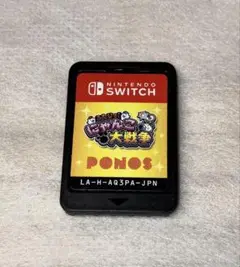 NINTENDO
SWITCH
にゃんこ
大戦争
PONOS
LA-H-AQ3PA-JPN